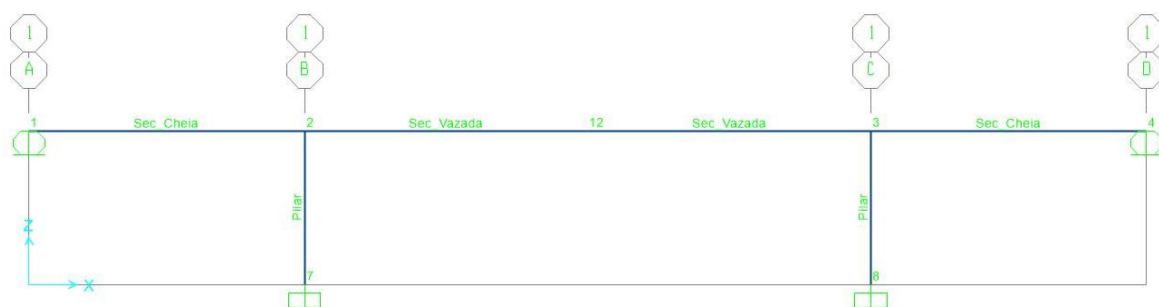 1 1 1 1
A B C D
1 Sec_Cheia 2 Sec_Vazada 12 Sec_Vazada 3 Sec_Cheia 4
Pilar Pilar
Z
X 7 8